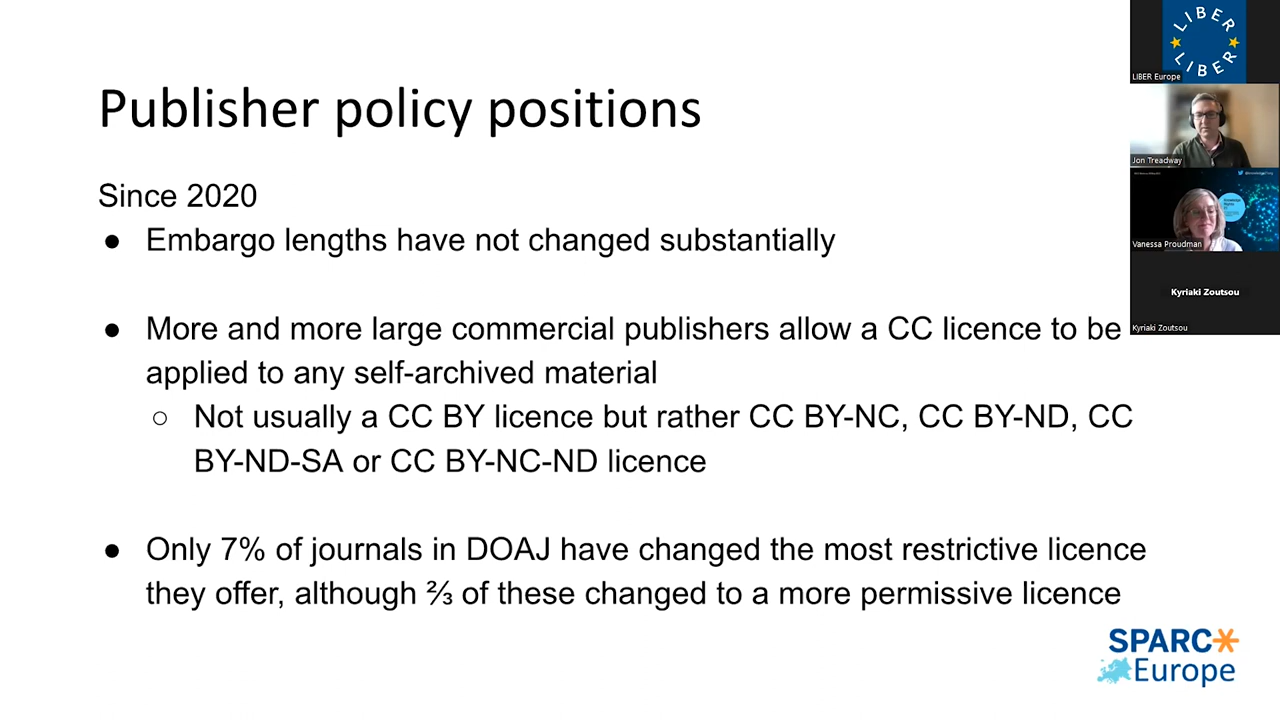 Publisher policy positions
Since 2020
● Embargo lengths have not changed substantially
● More and more large commercial publishers allow a CC licence to be
applied to any self-archived material
○ Not usually a CC BY licence but rather CC BY-NC, CC BY-ND, CC
BY-ND-SA or CC BY-NC-ND licence
● Only 7% of journals in DOAJ have changed the most restrictive licence
they offer, although ⅔ of these changed to a more permissive licence
SPARC
Europe
LIBER
LIBER
LIBER Europe
Jon Treadway
Vanessa Proudman
Kyriaki Zoutsou
Kyriaki Zoutsou